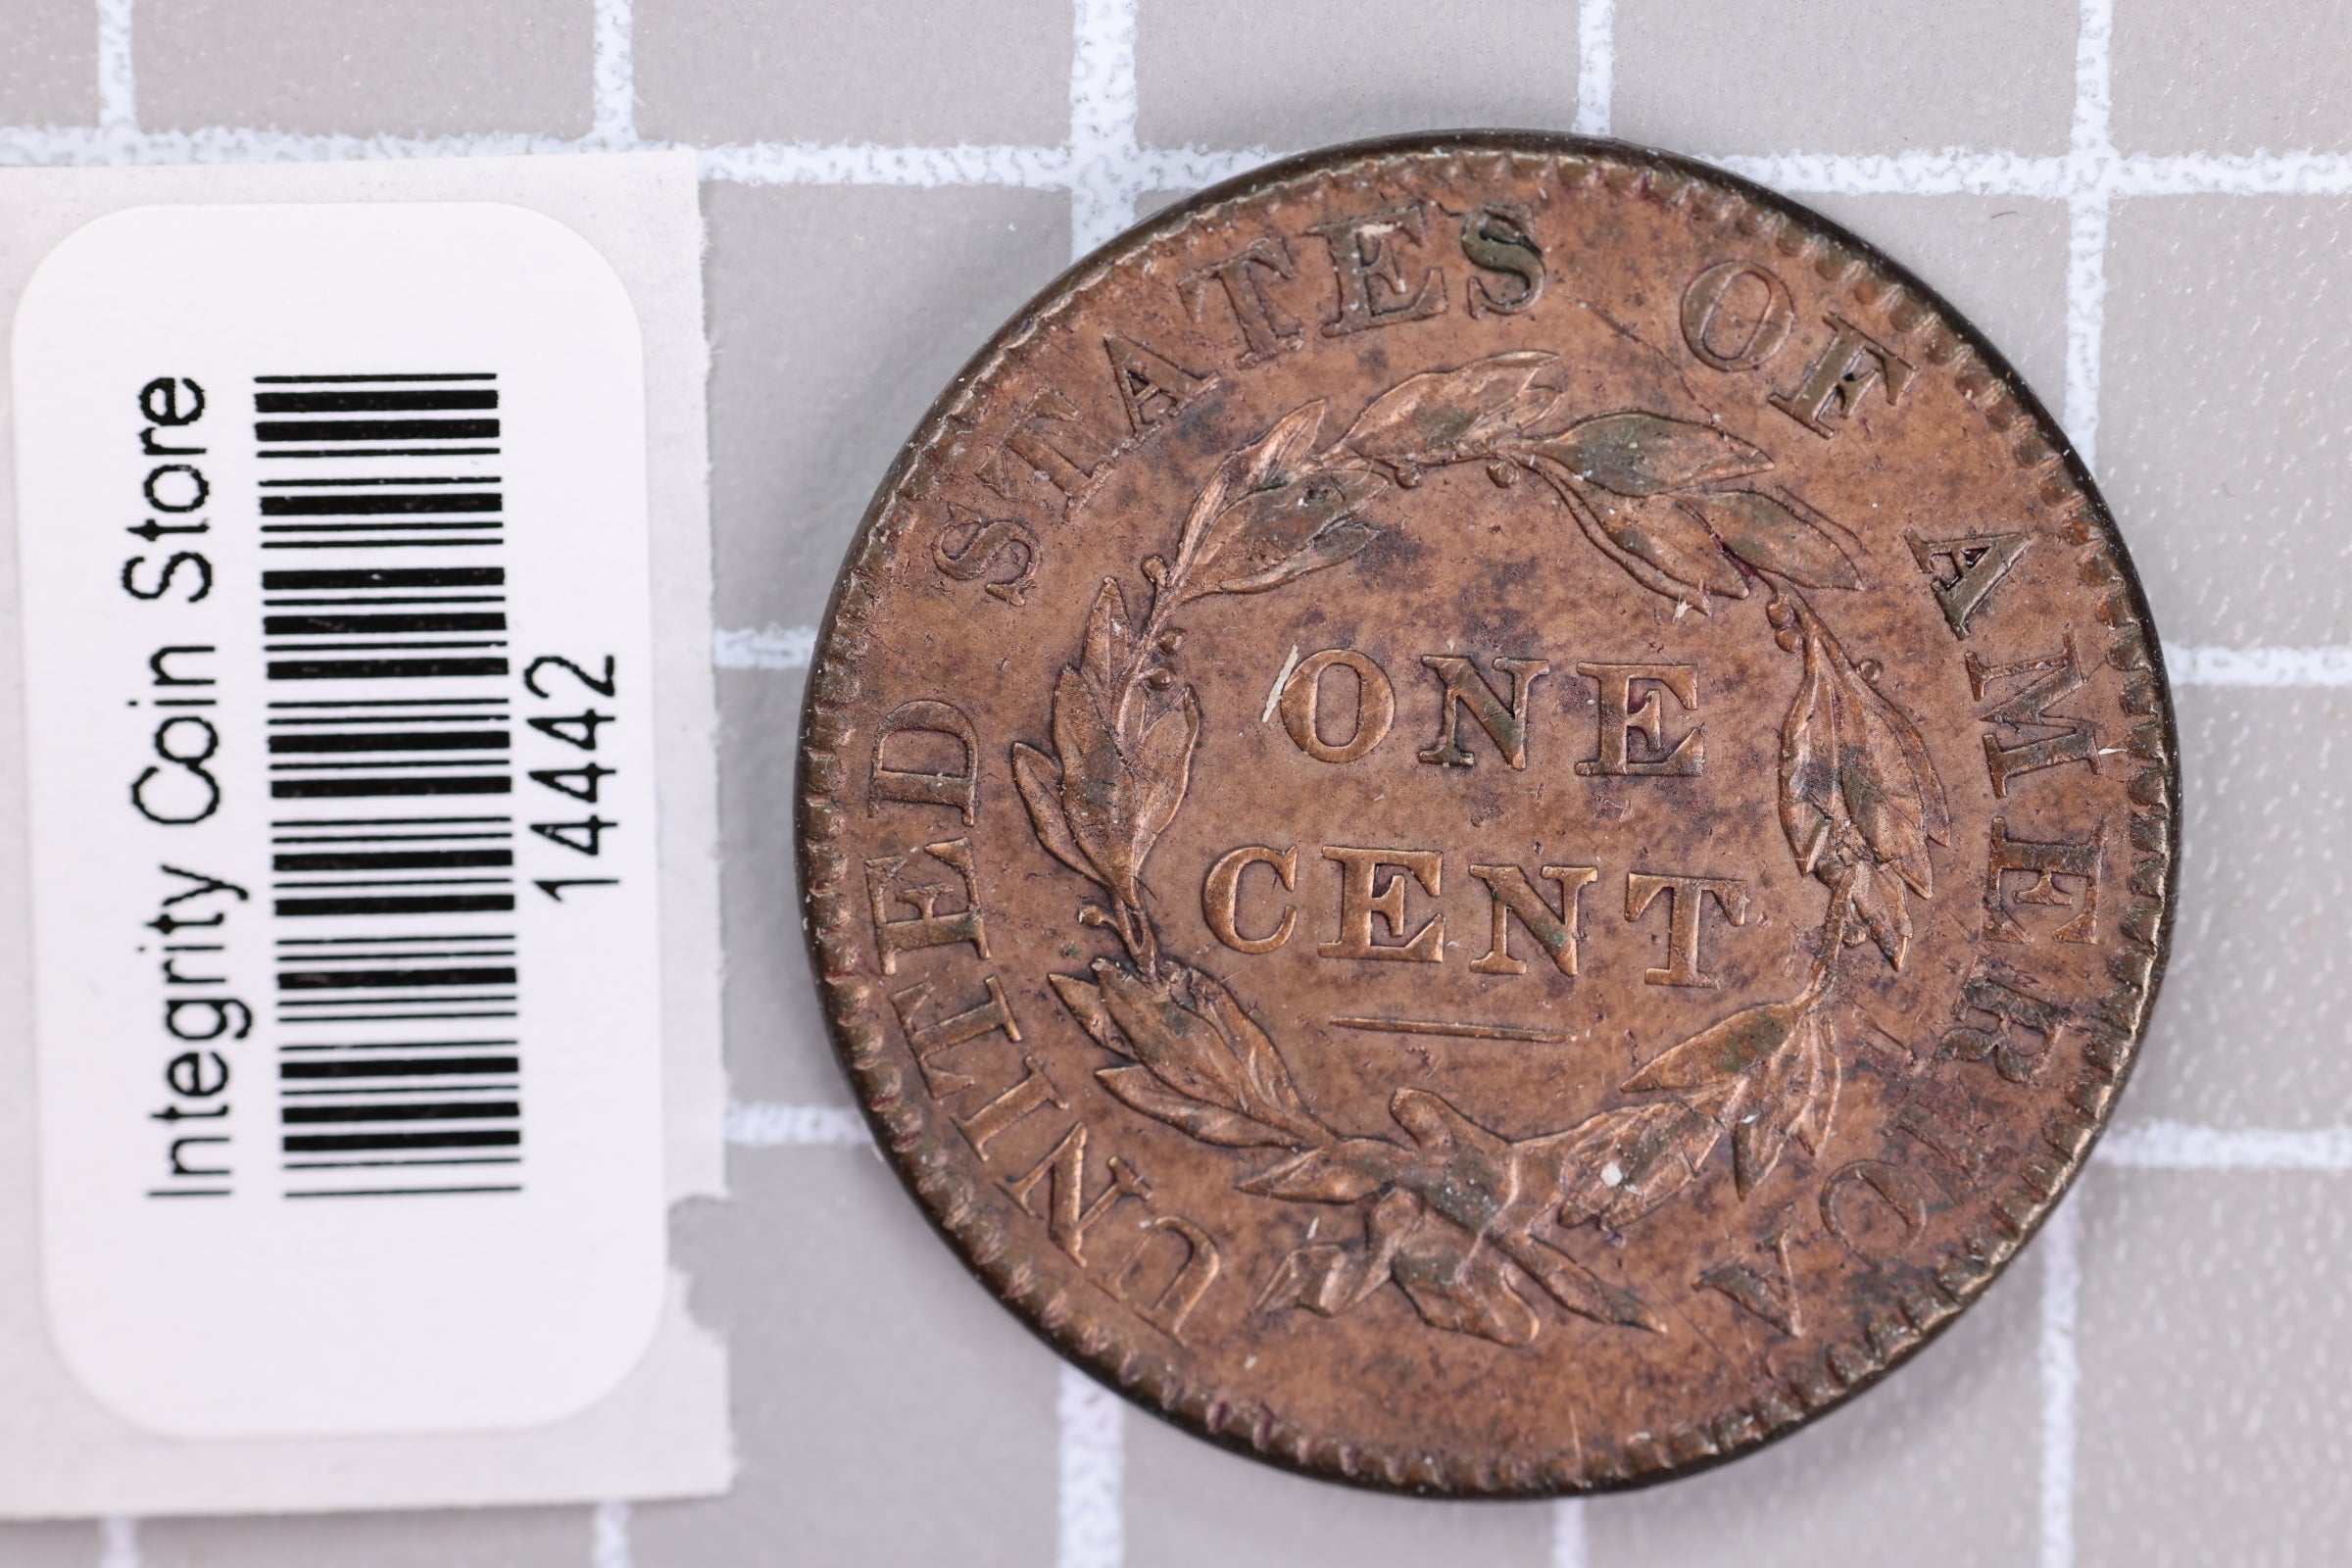 Integrity Coin Store
14442
UNITED STATES OF AMERICA
ONE
CENT